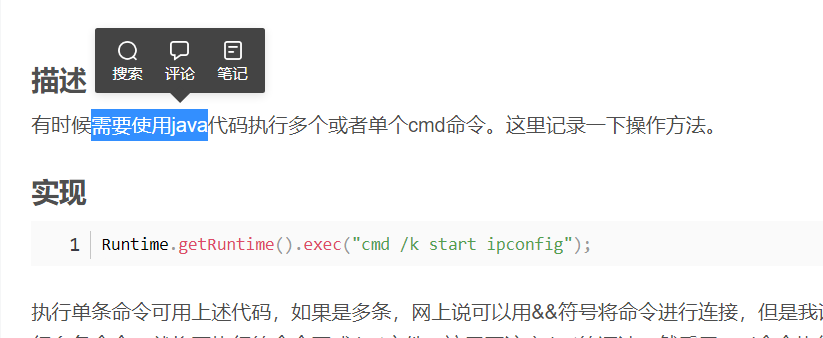 搜索 评论 笔记
描述
有时候需要使用java代码执行多个或者单个cmd命令。这里记录一下操作方法。
实现
1 Runtime.getRuntime().exec("cmd /k start ipconfig");
执行单条命令可用上述代码，如果是多条，网上说可以用&&符号将命令进行连接，但是我